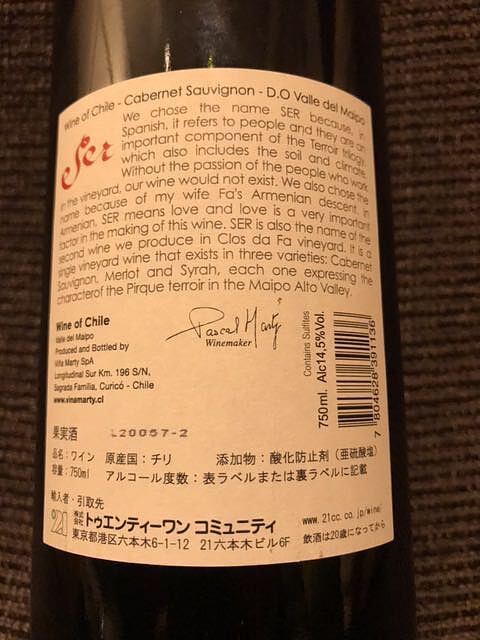 Wine of Chile - Cabernet Sauvignon - D.O Valle del Maipo
Ser
We chose the name SER because, in
Spanish, it refers to people and they are an
important component of the Terroir trilogy,
which also includes the soil and climate.
Without the passion of the people who work
in the vineyard, our wine would not exist. We also chose the
name because of my wife Fa's Armenian descent. in
Armenian, SER means love and love is a very important
factor in the making of this wine. SER is also the name of the
second wine we produce in Clos da Fa vineyard. It is a
single vineyard wine that exists in three varieties: Cabernet
Sauvignon, Merlot and Syrah, each one expressing the
character of the Pirque terroir in the Maipo Alto Valley.
Wine of Chile
Valle del Maipo
Produced and Bottled by
Viña Marty SpA
Longitudinal Sur Km. 196 S/N,
Sagrada Familia, Curicó - Chile
www.vinamarty.cl
Pascal Marty
Winemaker
Contains Sulfites
750ml. Alc14,5%Vol.
7 804628 391136
果実酒 L20057-2
品名：ワイン 原産国：チリ 添加物：酸化防止剤（亜硫酸塩）
容量：750ml アルコール度数：表ラベルまたは裏ラベルに記載
輸入者・引取先
21 株式会社 トゥエンティーワン コミュニティ
東京都港区六本木6-1-12 21六本木ビル6F
www.21cc.co.jp/wine/
飲酒は20歳になってから